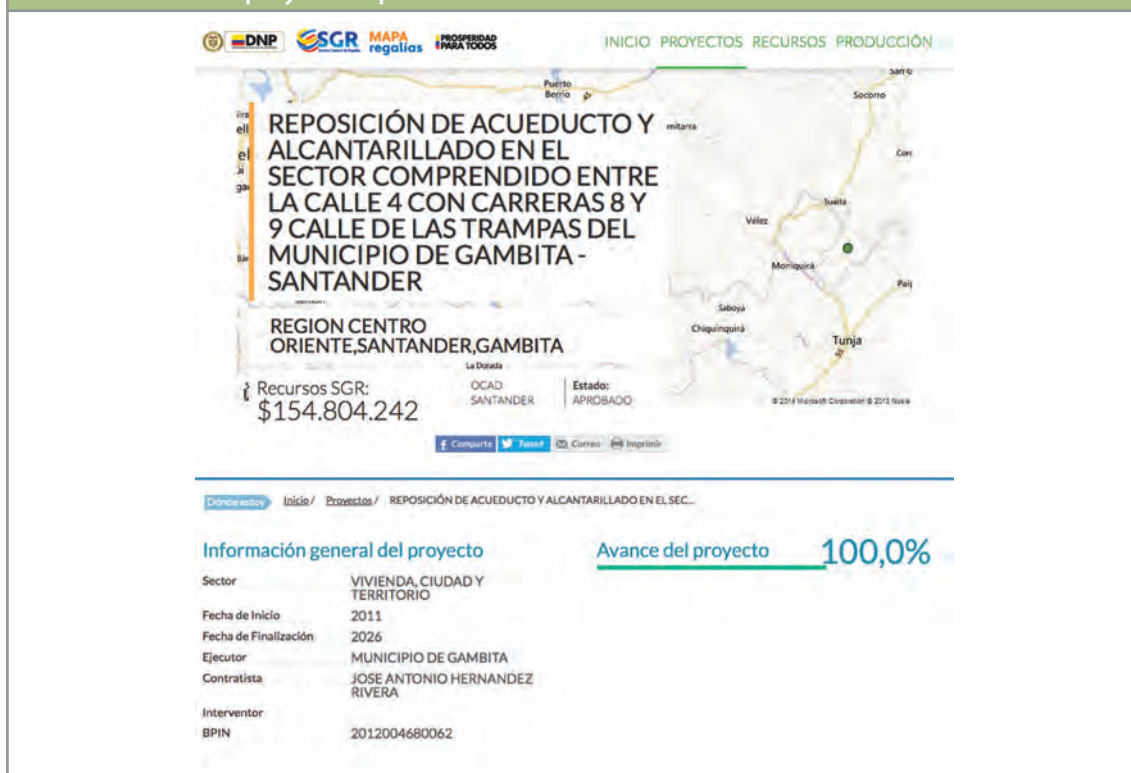 DNP SGR MAPA regalías PROSPERIDAD PARA TODOS
INICIO PROYECTOS RECURSOS PRODUCCIÓN
Puerto
Berrio
Socorro
mitarra
Suaita
Vélez
Moniquirá
Saboyá
Chiquinquirá
Tunja
La Dorada
REPOSICIÓN DE ACUEDUCTO Y
ALCANTARILLADO EN EL
SECTOR COMPRENDIDO ENTRE
LA CALLE 4 CON CARRERAS 8 Y
9 CALLE DE LAS TRAMPAS DEL
MUNICIPIO DE GAMBITA -
SANTANDER
REGION CENTRO
ORIENTE,SANTANDER,GAMBITA
Recursos SGR:
$154.804.242
OCAD
SANTANDER
Estado:
APROBADO
Comparte Tweet Correo Imprimir
Dónde estoy Inicio / Proyectos / REPOSICIÓN DE ACUEDUCTO Y ALCANTARILLADO EN EL SEC...
Información general del proyecto
Sector VIVIENDA, CIUDAD Y
TERRITORIO
Fecha de Inicio 2011
Fecha de Finalización 2026
Ejecutor MUNICIPIO DE GAMBITA
Contratista JOSE ANTONIO HERNANDEZ
RIVERA
Interventor
BPIN 2012004680062
Avance del proyecto 100,0%